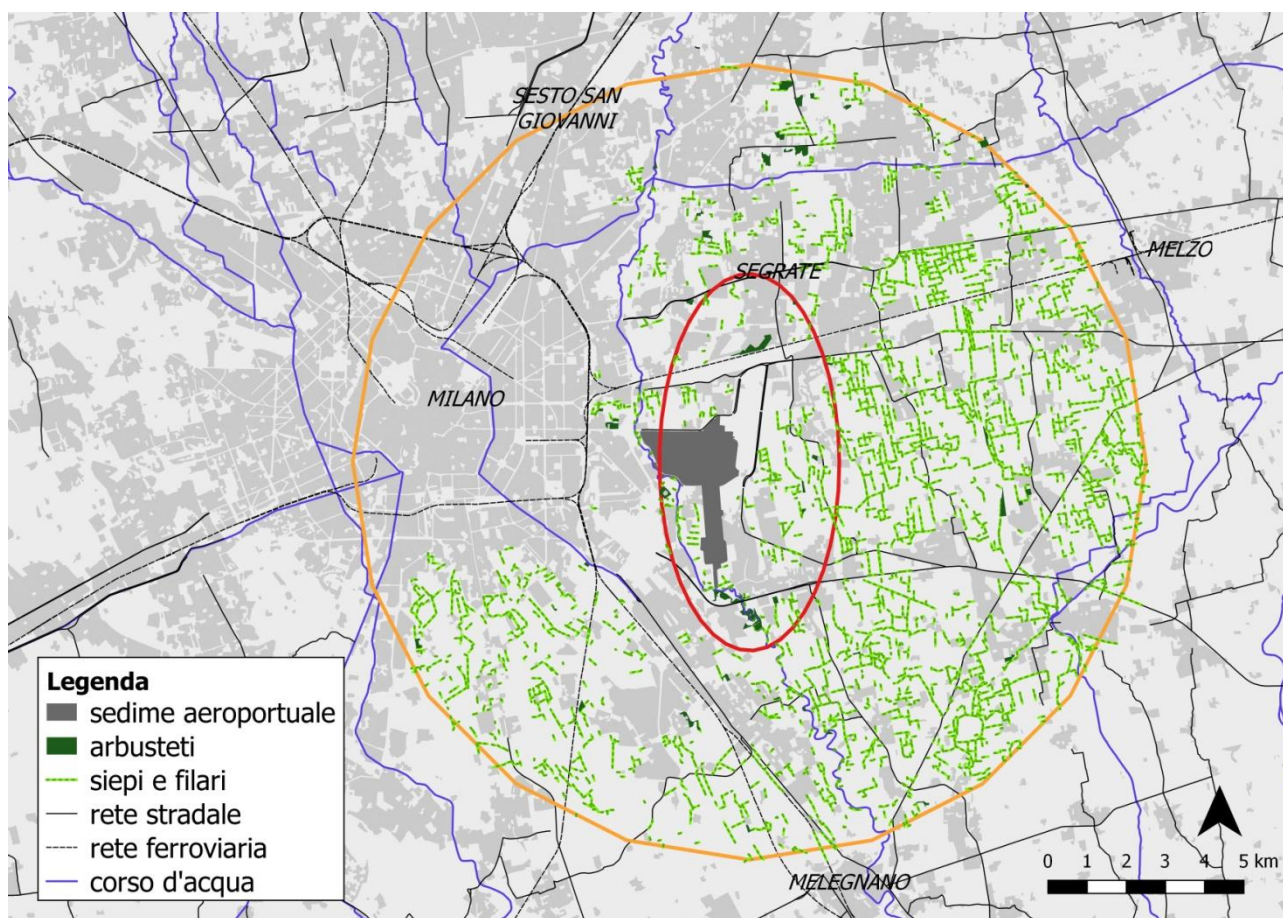 SESTO SAN
GIOVANNI
MELZO
SEGRATE
MILANO
Legenda
sedime aeroportuale
arbusteti
siepi e filari
rete stradale
rete ferroviaria
corso d'acqua
MELEGNANO
0 1 2 3 4 5 km